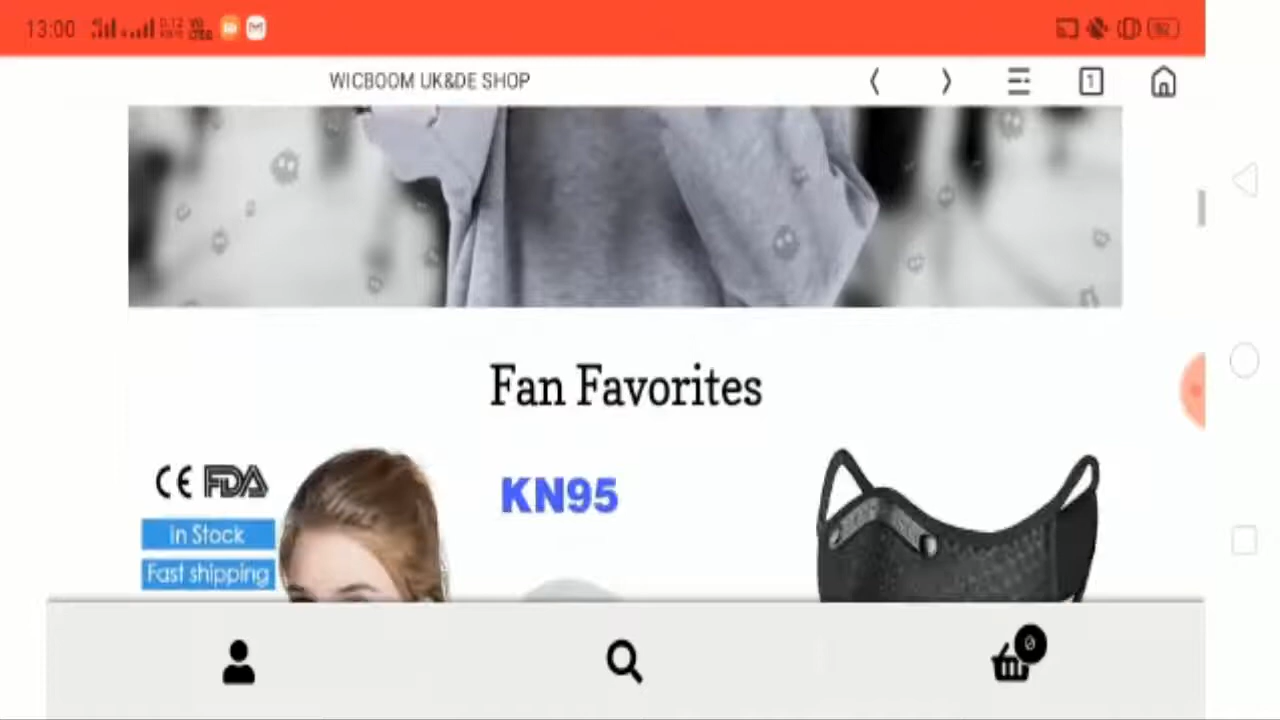 13:00
WICBOOM UK&DE SHOP
1
Fan Favorites
CE FDA
In Stock
Fast shipping
KN95
0